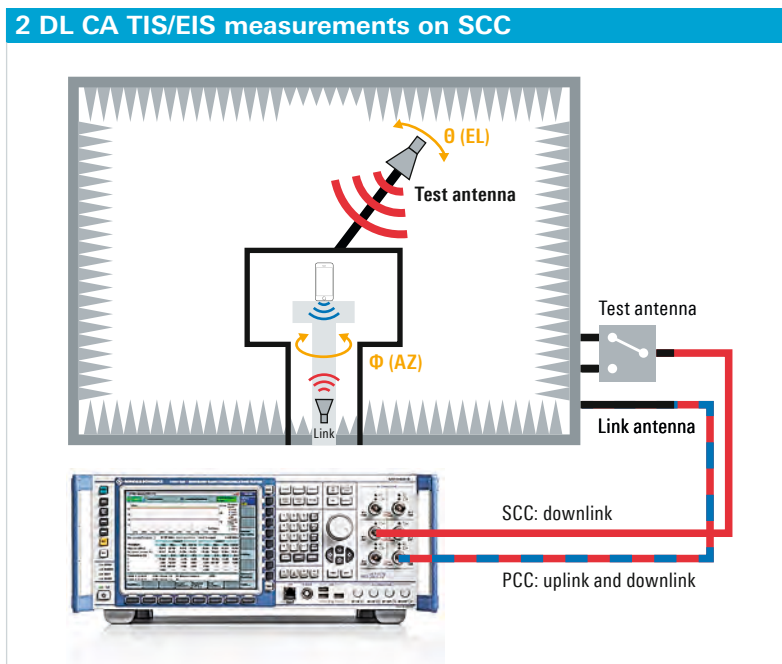 2 DL CA TIS/EIS measurements on SCC
θ (EL)
Test antenna
Φ (AZ)
Link
Test antenna
Link antenna
SCC: downlink
PCC: uplink and downlink